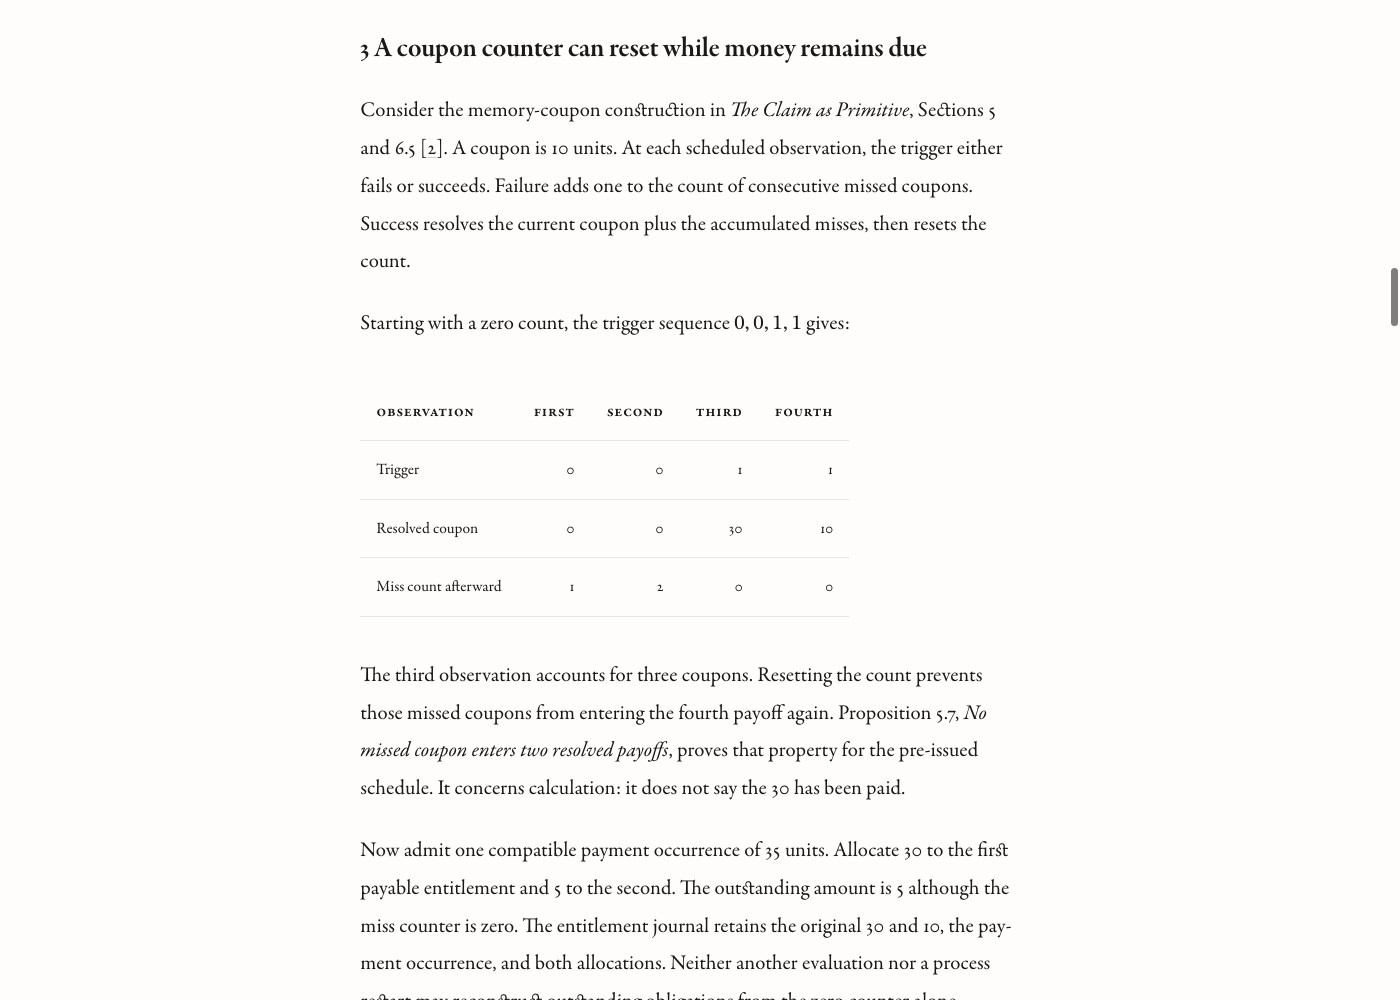 3 A coupon counter can reset while money remains due
Consider the memory-coupon construction in The Claim as Primitive, Sections 5
and 6.5 [2]. A coupon is 10 units. At each scheduled observation, the trigger either
fails or succeeds. Failure adds one to the count of consecutive missed coupons.
Success resolves the current coupon plus the accumulated misses, then resets the
count.
Starting with a zero count, the trigger sequence 0, 0, 1, 1 gives:
OBSERVATION FIRST SECOND THIRD FOURTH
Trigger 0 0 1 1
Resolved coupon 0 0 30 10
Miss count afterward 1 2 0 0
The third observation accounts for three coupons. Resetting the count prevents
those missed coupons from entering the fourth payoff again. Proposition 5.7, No
missed coupon enters two resolved payoffs, proves that property for the pre-issued
schedule. It concerns calculation: it does not say the 30 has been paid.
Now admit one compatible payment occurrence of 35 units. Allocate 30 to the first
payable entitlement and 5 to the second. The outstanding amount is 5 although the
miss counter is zero. The entitlement journal retains the original 30 and 10, the pay-
ment occurrence, and both allocations. Neither another evaluation nor a process
restart may reconstruct outstanding obligations from the zero counter alone.